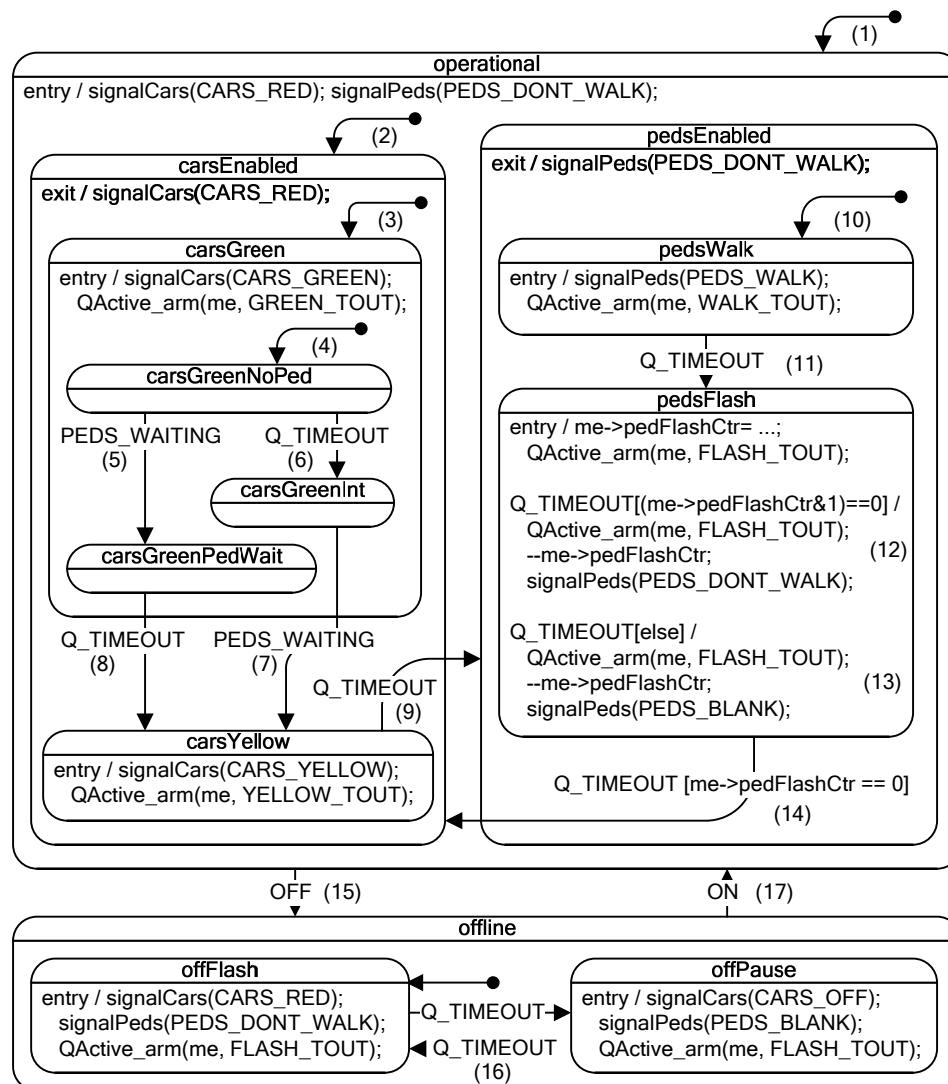 (1)
operational
entry / signalCars(CARS_RED); signalPeds(PEDS_DONT_WALK);
(2)
carsEnabled
exit / signalCars(CARS_RED);
(3)
carsGreen
entry / signalCars(CARS_GREEN);
QActive_arm(me, GREEN_TOUT);
(4)
carsGreenNoPed
PEDS_WAITING
(5)
Q_TIMEOUT
(6)
carsGreenInt
carsGreenPedWait
Q_TIMEOUT
(8)
PEDS_WAITING
(7)
Q_TIMEOUT
(9)
carsYellow
entry / signalCars(CARS_YELLOW);
QActive_arm(me, YELLOW_TOUT);
pedsEnabled
exit / signalPeds(PEDS_DONT_WALK);
(10)
pedsWalk
entry / signalPeds(PEDS_WALK);
QActive_arm(me, WALK_TOUT);
Q_TIMEOUT (11)
pedsFlash
entry / me->pedFlashCtr= ...;
QActive_arm(me, FLASH_TOUT);
Q_TIMEOUT[(me->pedFlashCtr&1)==0] /
QActive_arm(me, FLASH_TOUT);
--me->pedFlashCtr; (12)
signalPeds(PEDS_DONT_WALK);
Q_TIMEOUT[else] /
QActive_arm(me, FLASH_TOUT);
--me->pedFlashCtr; (13)
signalPeds(PEDS_BLANK);
Q_TIMEOUT [me->pedFlashCtr == 0]
(14)
OFF (15)
ON (17)
offline
offFlash
entry / signalCars(CARS_RED);
signalPeds(PEDS_DONT_WALK);
QActive_arm(me, FLASH_TOUT);
Q_TIMEOUT
Q_TIMEOUT
(16)
offPause
entry / signalCars(CARS_OFF);
signalPeds(PEDS_BLANK);
QActive_arm(me, FLASH_TOUT);